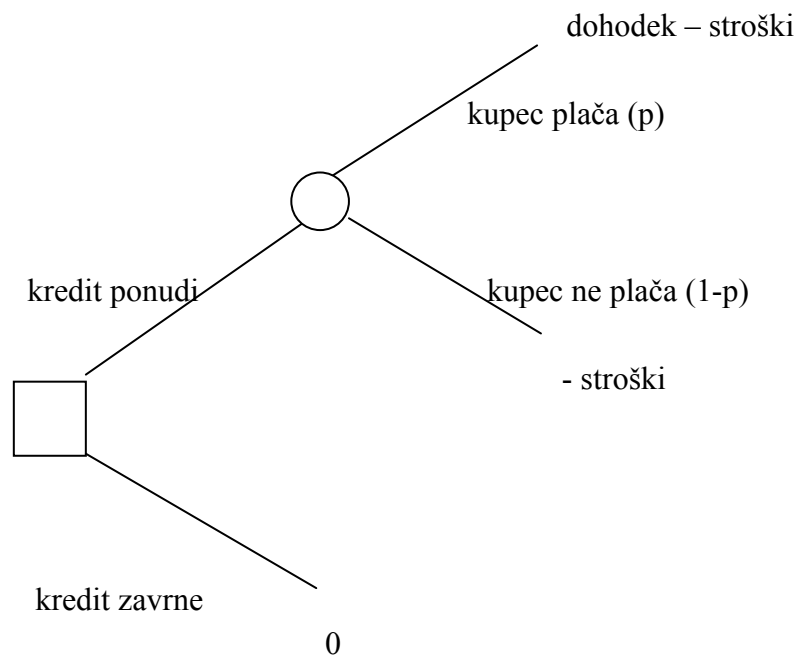 dohodek – stroški
kupec plača (p)
kredit ponudi
kupec ne plača (1-p)
- stroški
kredit zavrne
0